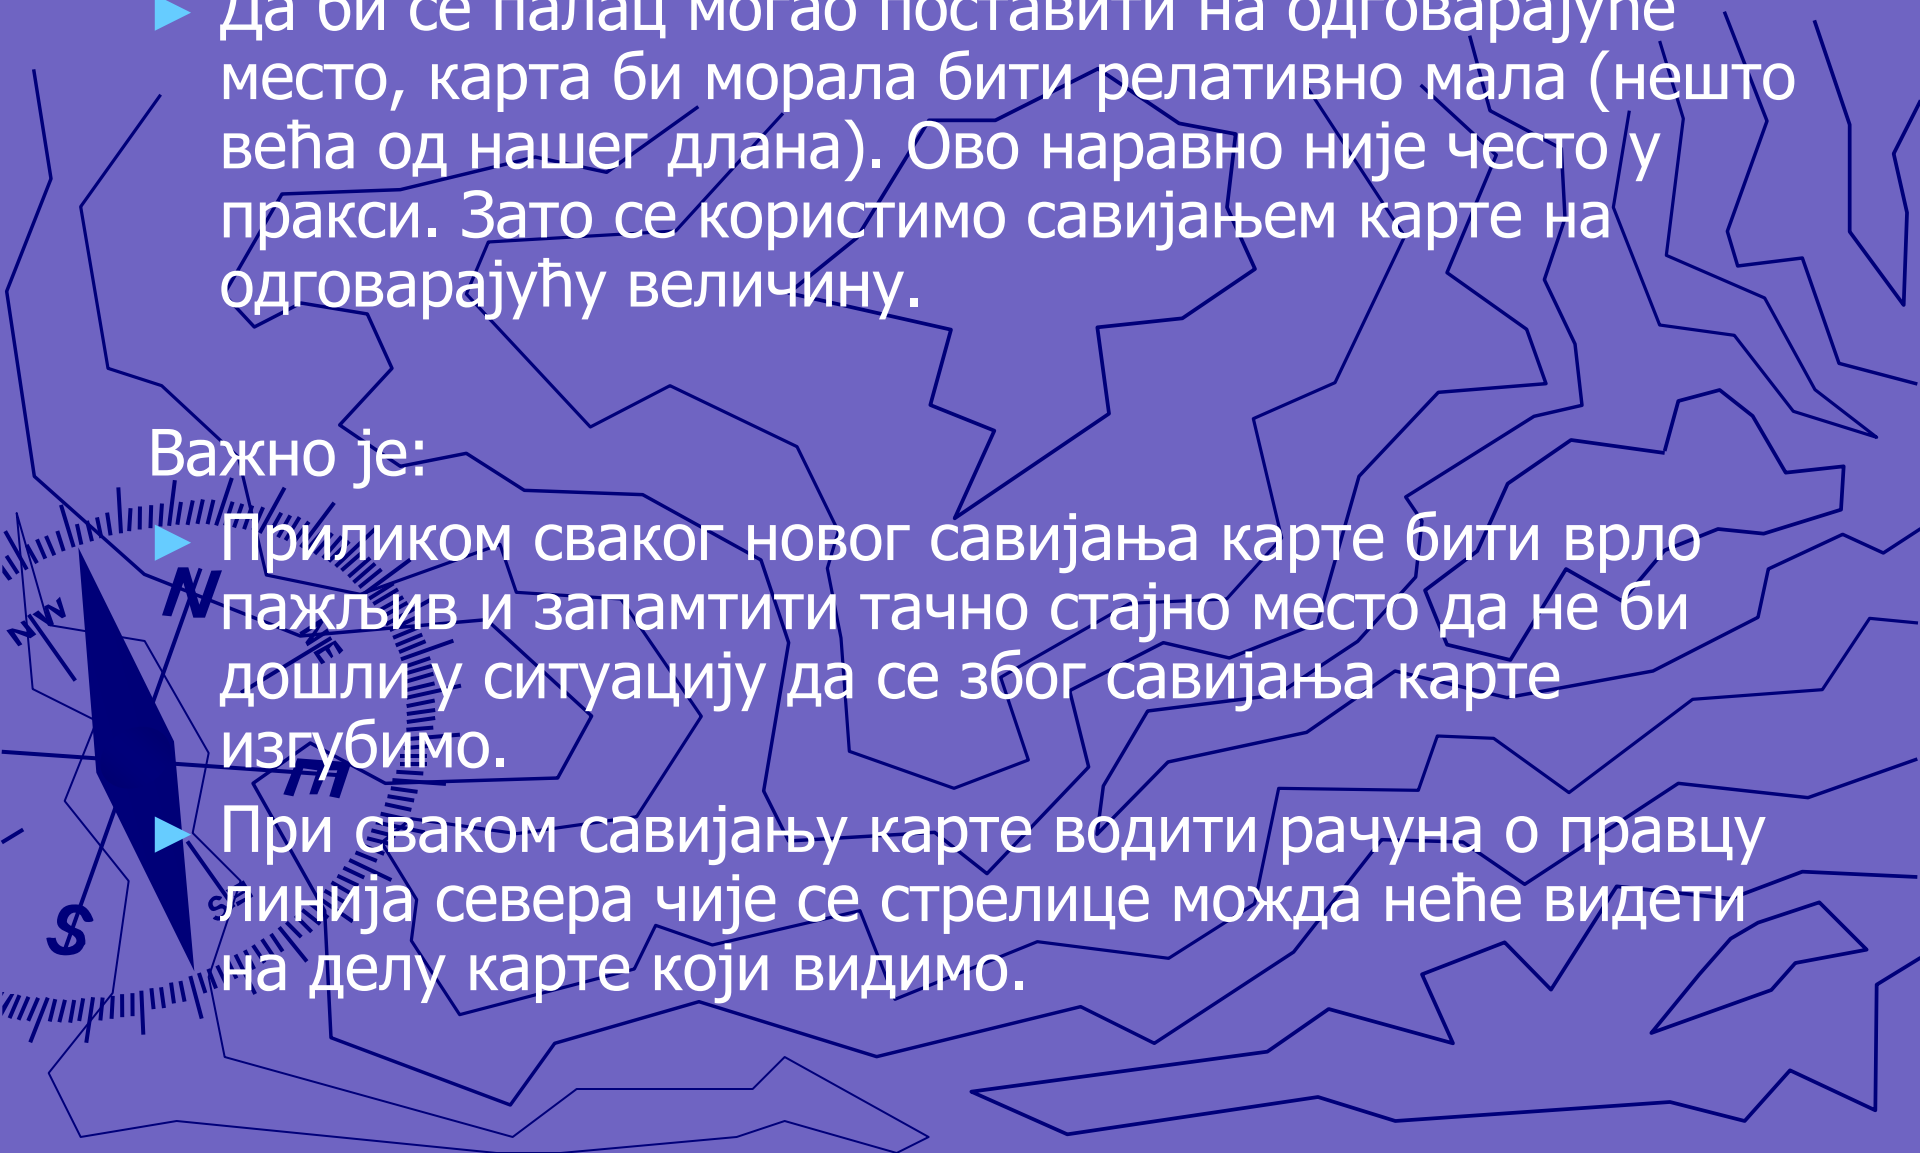 Да би се палац могао поставити на одговарајуће
место, карта би морала бити релативно мала (нешто
већа од нашег длана). Ово наравно није често у
пракси. Зато се користимо савијањем карте на
одговарајућу величину.
Важно је:
Приликом сваког новог савијања карте бити врло
пажљив и запамтити тачно стајно место да не би
дошли у ситуацију да се због савијања карте
изгубимо.
При сваком савијању карте водити рачуна о правцу
линија севера чије се стрелице можда неће видети
на делу карте који видимо.
N
NW
E
S